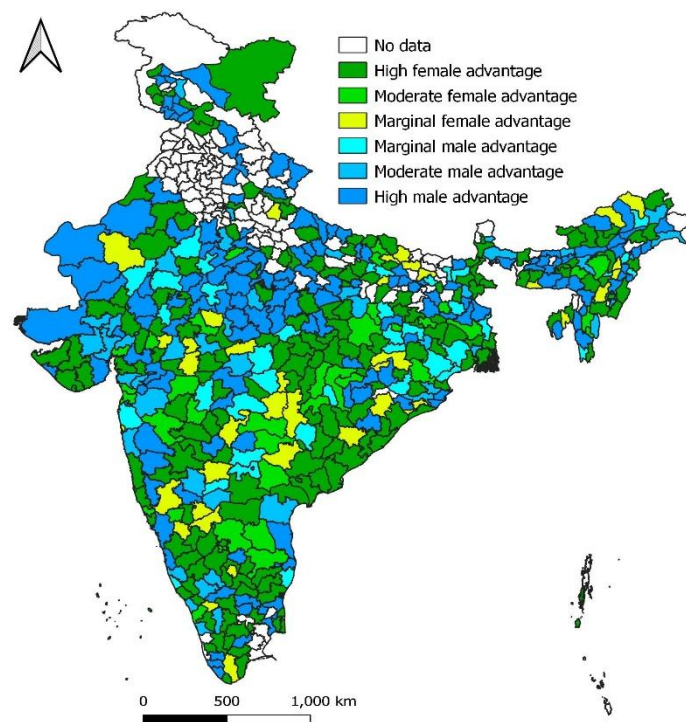 No data
High female advantage
Moderate female advantage
Marginal female advantage
Marginal male advantage
Moderate male advantage
High male advantage
0 500 1,000 km